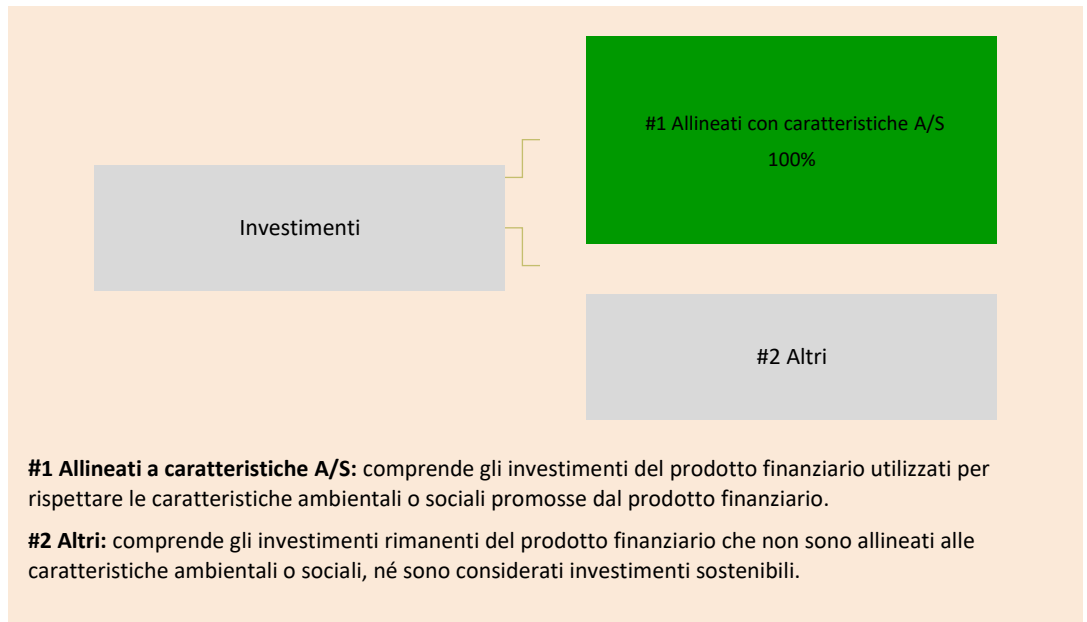 #1 Allineati con caratteristiche A/S
100%
Investimenti
#2 Altri
#1 Allineati a caratteristiche A/S: comprende gli investimenti del prodotto finanziario utilizzati per
rispettare le caratteristiche ambientali o sociali promosse dal prodotto finanziario.
#2 Altri: comprende gli investimenti rimanenti del prodotto finanziario che non sono allineati alle
caratteristiche ambientali o sociali, né sono considerati investimenti sostenibili.